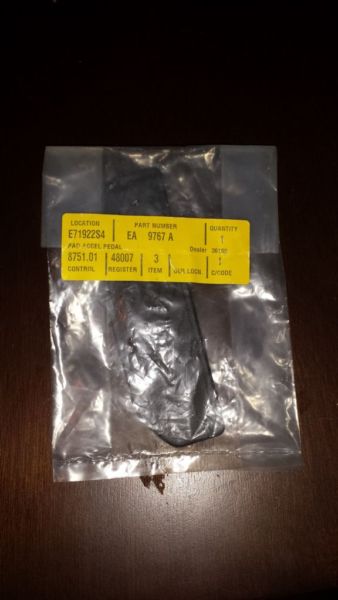 LOCATION PART NUMBER QUANTITY
E71922S4 EA 9767 A 1
PAD ACCEL PEDAL Dealer
8751.01 48007 3 1
CONTROL REGISTER ITEM C/CODE